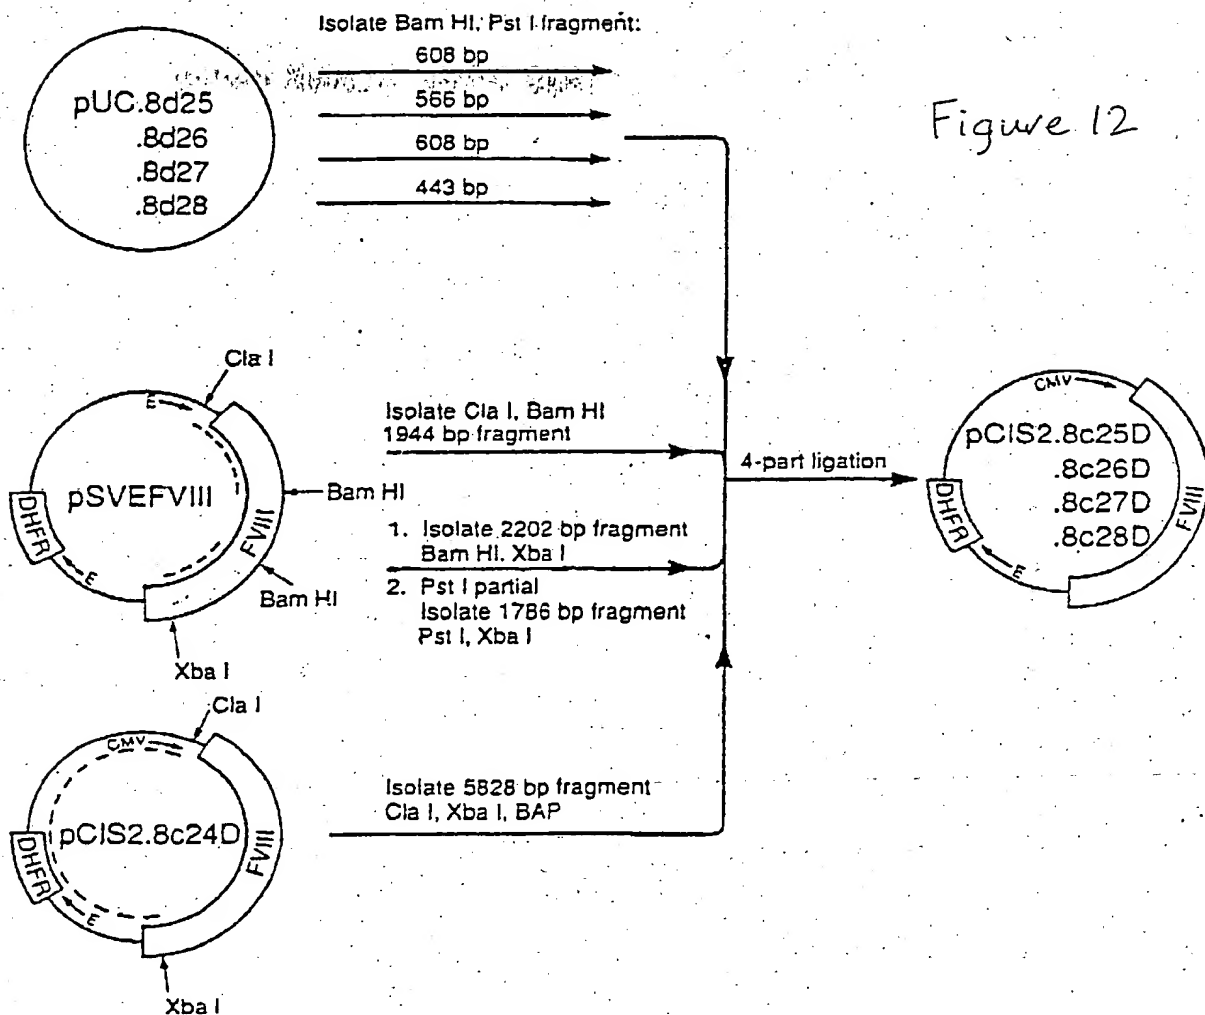 Isolate Bam HI, Pst I fragment:
608 bp
566 bp
608 bp
443 bp
pUC.8d25
.8d26
.8d27
.8d28
Figure 12
Cla I
E
pSVEFVIII
FVIII
DHFR
E
Bam HI
Bam HI
Xba I
Isolate Cla I, Bam HI
1944 bp fragment
1. Isolate 2202 bp fragment
Bam HI, Xba I
2. Pst I partial
Isolate 1786 bp fragment
Pst I, Xba I
4-part ligation
CMV
pCIS2.8c25D
.8c26D
.8c27D
.8c28D
DHFR
E
FVIII
Cla I
CMV
pCIS2.8c24D
FVIII
DHFR
E
Xba I
Isolate 5828 bp fragment
Cla I, Xba I, BAP